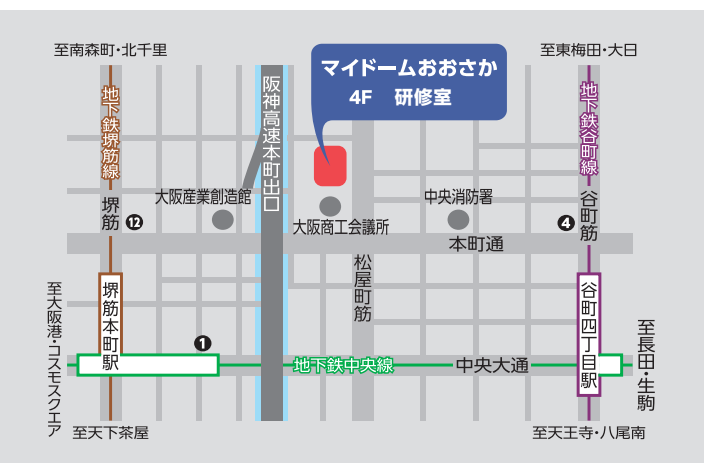 至南森町・北千里
至東梅田・大日
マイドームおおさか
4F 研修室
阪神高速本町出口
地下鉄堺筋線
地下鉄谷町線
大阪産業創造館
中央消防署
堺筋
⓬
大阪商工会議所
❹
谷町筋
本町通
松屋町筋
至大阪港・コスモスクエア
堺筋本町駅
谷町四丁目駅
❶
至長田・生駒
地下鉄中央線
中央大通
至天下茶屋
至天王寺・八尾南